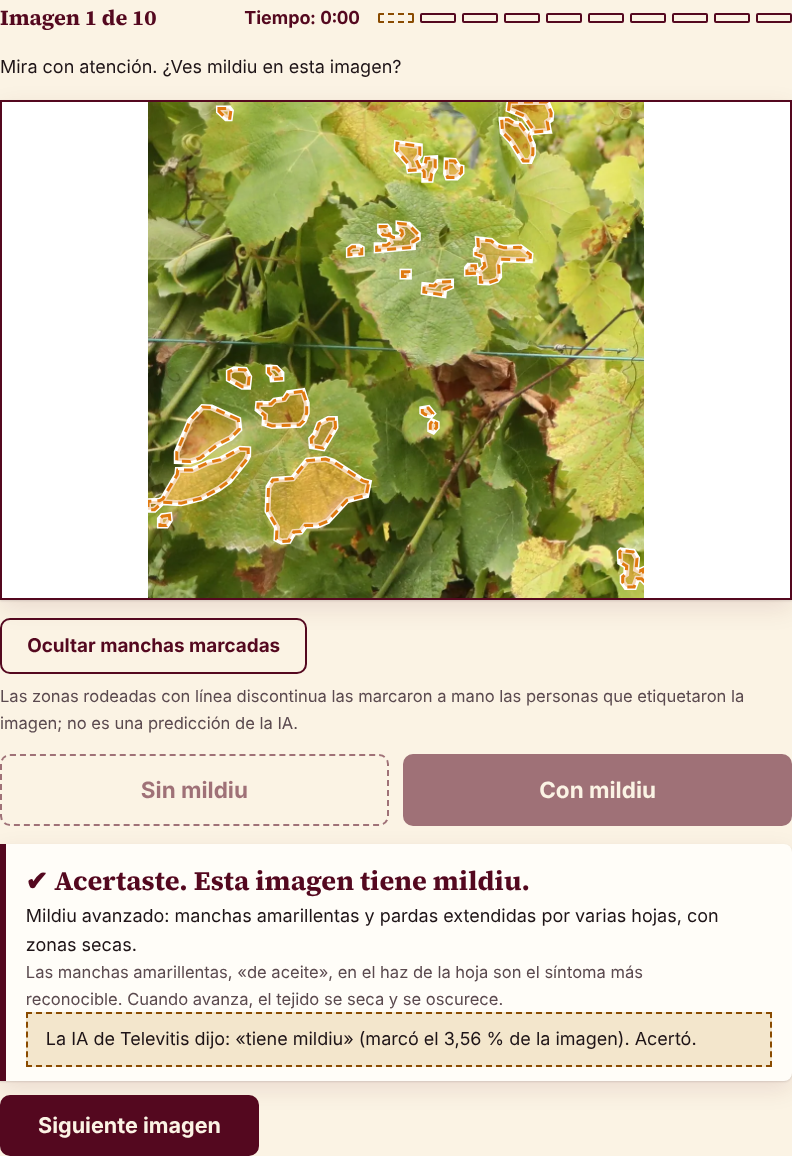 Imagen 1 de 10
Tiempo: 0:00
Mira con atención. ¿Ves mildiu en esta imagen?
Ocultar manchas marcadas
Las zonas rodeadas con línea discontinua las marcaron a mano las personas que etiquetaron la
imagen; no es una predicción de la IA.
Sin mildiu
Con mildiu
✔ Acertaste. Esta imagen tiene mildiu.
Mildiu avanzado: manchas amarillentas y pardas extendidas por varias hojas, con
zonas secas.
Las manchas amarillentas, «de aceite», en el haz de la hoja son el síntoma más
reconocible. Cuando avanza, el tejido se seca y se oscurece.
La IA de Televitis dijo: «tiene mildiu» (marcó el 3,56 % de la imagen). Acertó.
Siguiente imagen